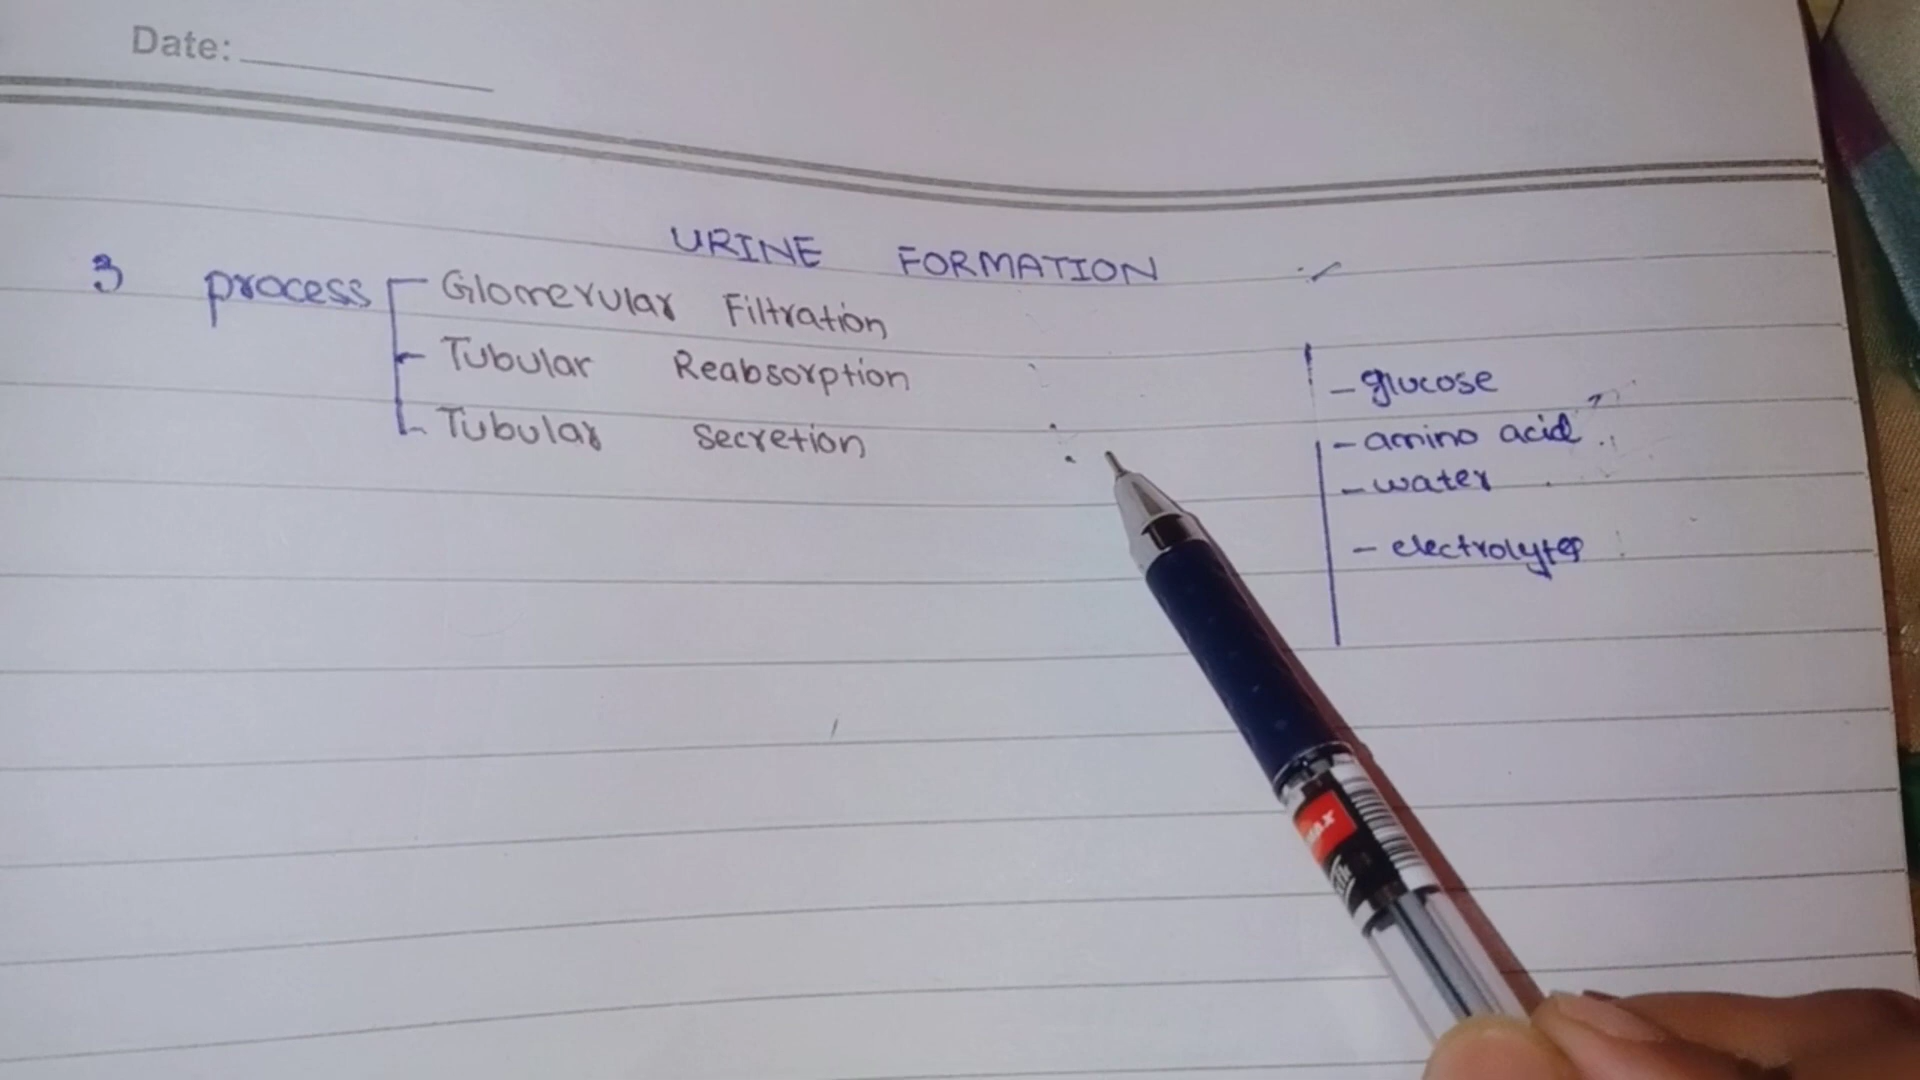 Date:
URINE FORMATION
3 process
Glomerular Filtration
Tubular Reabsorption
Tubular Secretion
- glucose
- amino acid
- water
- electrolytes